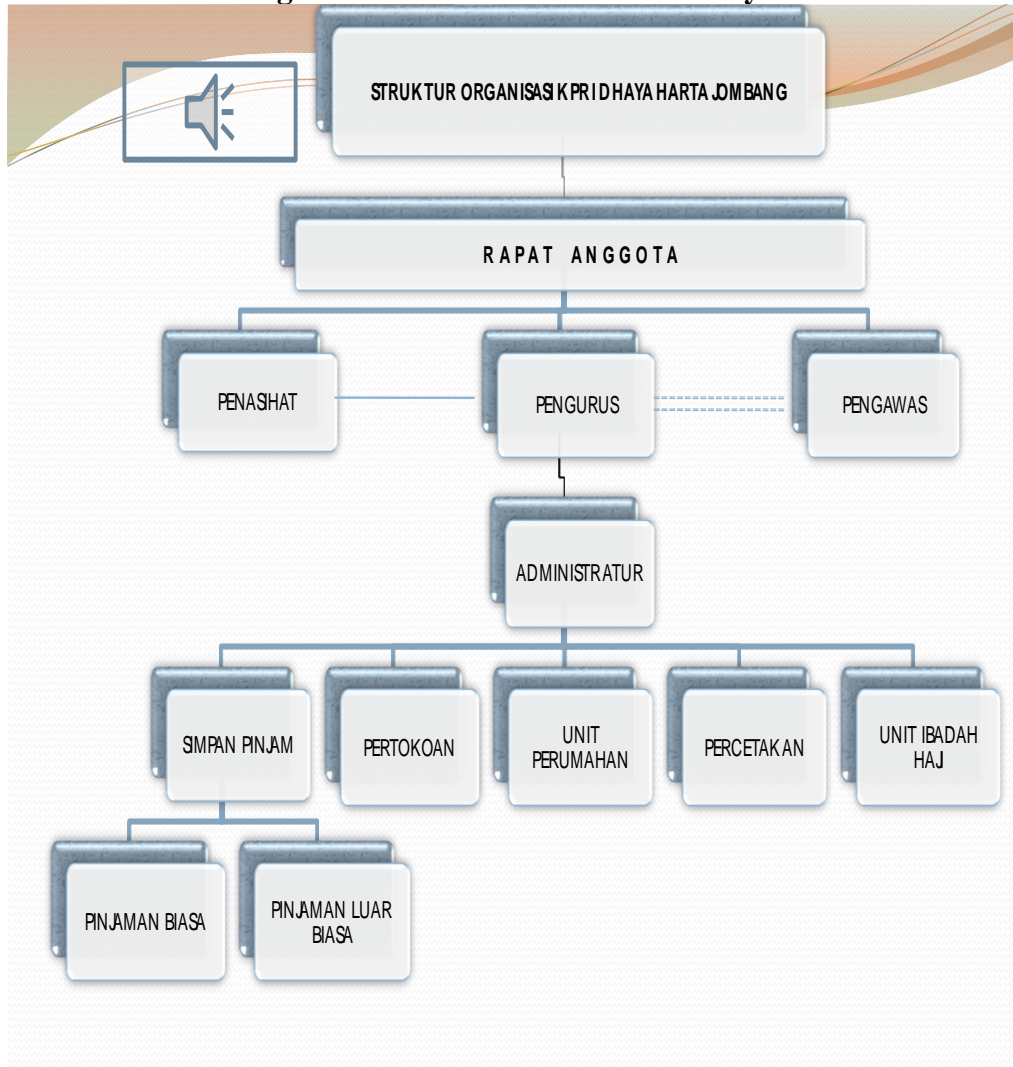 STRUKTUR ORGANISASI KPRI DHAYA HARTA JOMBANG
RAPAT ANGGOTA
PENASIHAT
PENGURUS
PENGAWAS
ADMINISTRATUR
SIMPAN PINJAM
PERTOKOAN
UNIT
PERUMAHAN
PERCETAKAN
UNIT IBADAH
HAJI
PINJAMAN BIASA
PINJAMAN LUAR
BIASA